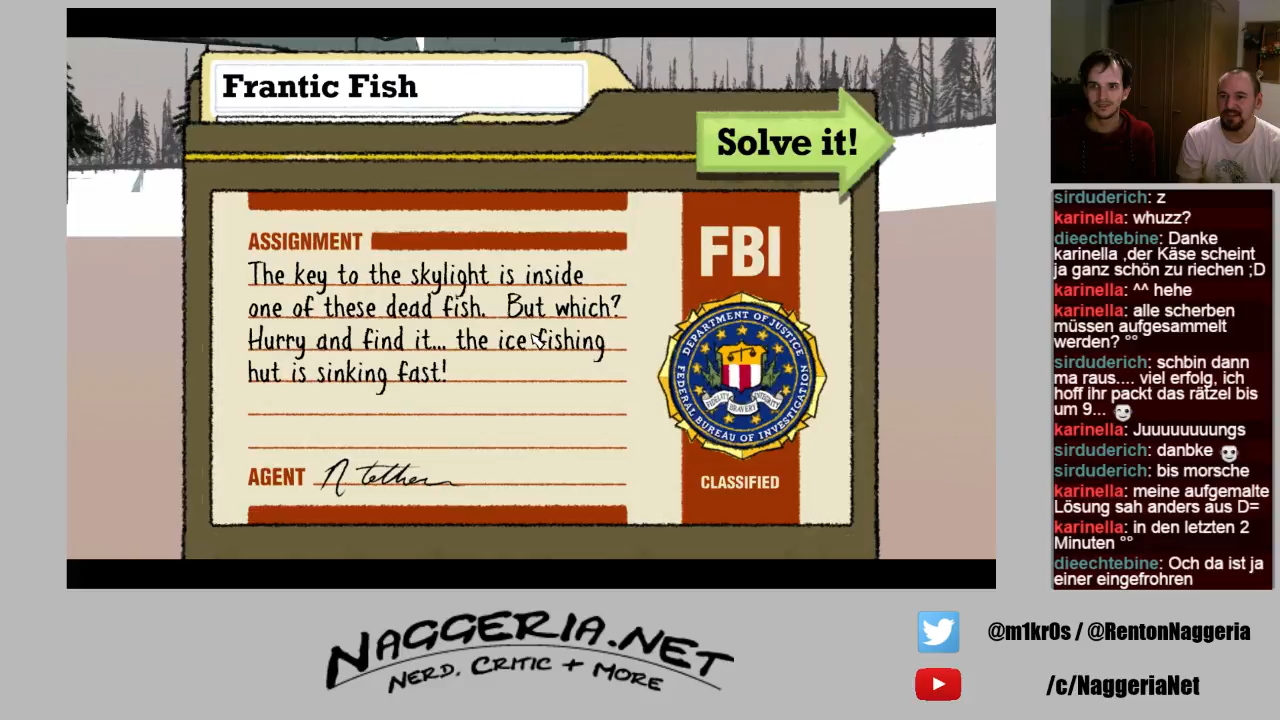 Frantic Fish
Solve it!
ASSIGNMENT
The key to the skylight is inside
one of these dead fish. But which?
Hurry and find it... the ice fishing
hut is sinking fast!
AGENT N tethers
FBI
DEPARTMENT OF JUSTICE
FIDELITY BRAVERY INTEGRITY
FEDERAL BUREAU OF INVESTIGATION
CLASSIFIED
sirduderich: z
karinella: whuzz?
dieechtebine: Danke
karinella ,der Käse scheint
ja ganz schön zu riechen ;D
karinella: ^^ hehe
karinella: alle scherben
müssen aufgesammelt
werden? °°
sirduderich: schbin dann
ma raus.... viel erfolg, ich
hoff ihr packt das rätzel bis
um 9...
karinella: Juuuuuuuungs
sirduderich: danbke
sirduderich: bis morsche
karinella: meine aufgemalte
Lösung sah anders aus D=
karinella: in den letzten 2
Minuten °°
dieechtebine: Och da ist ja
einer eingefrohren
NAGGERIA.NET
NERD, CRITIC + MORE
@m1kr0s / @RentonNaggeria
/c/NaggeriaNet